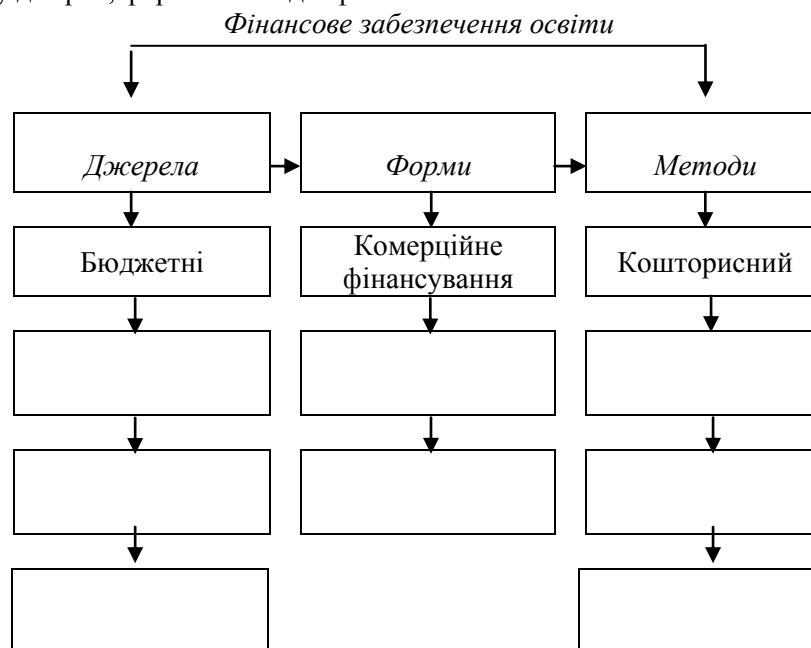 Фінансове забезпечення освіти
Джерела
Форми
Методи
Бюджетні
Комерційне
фінансування
Кошторисний